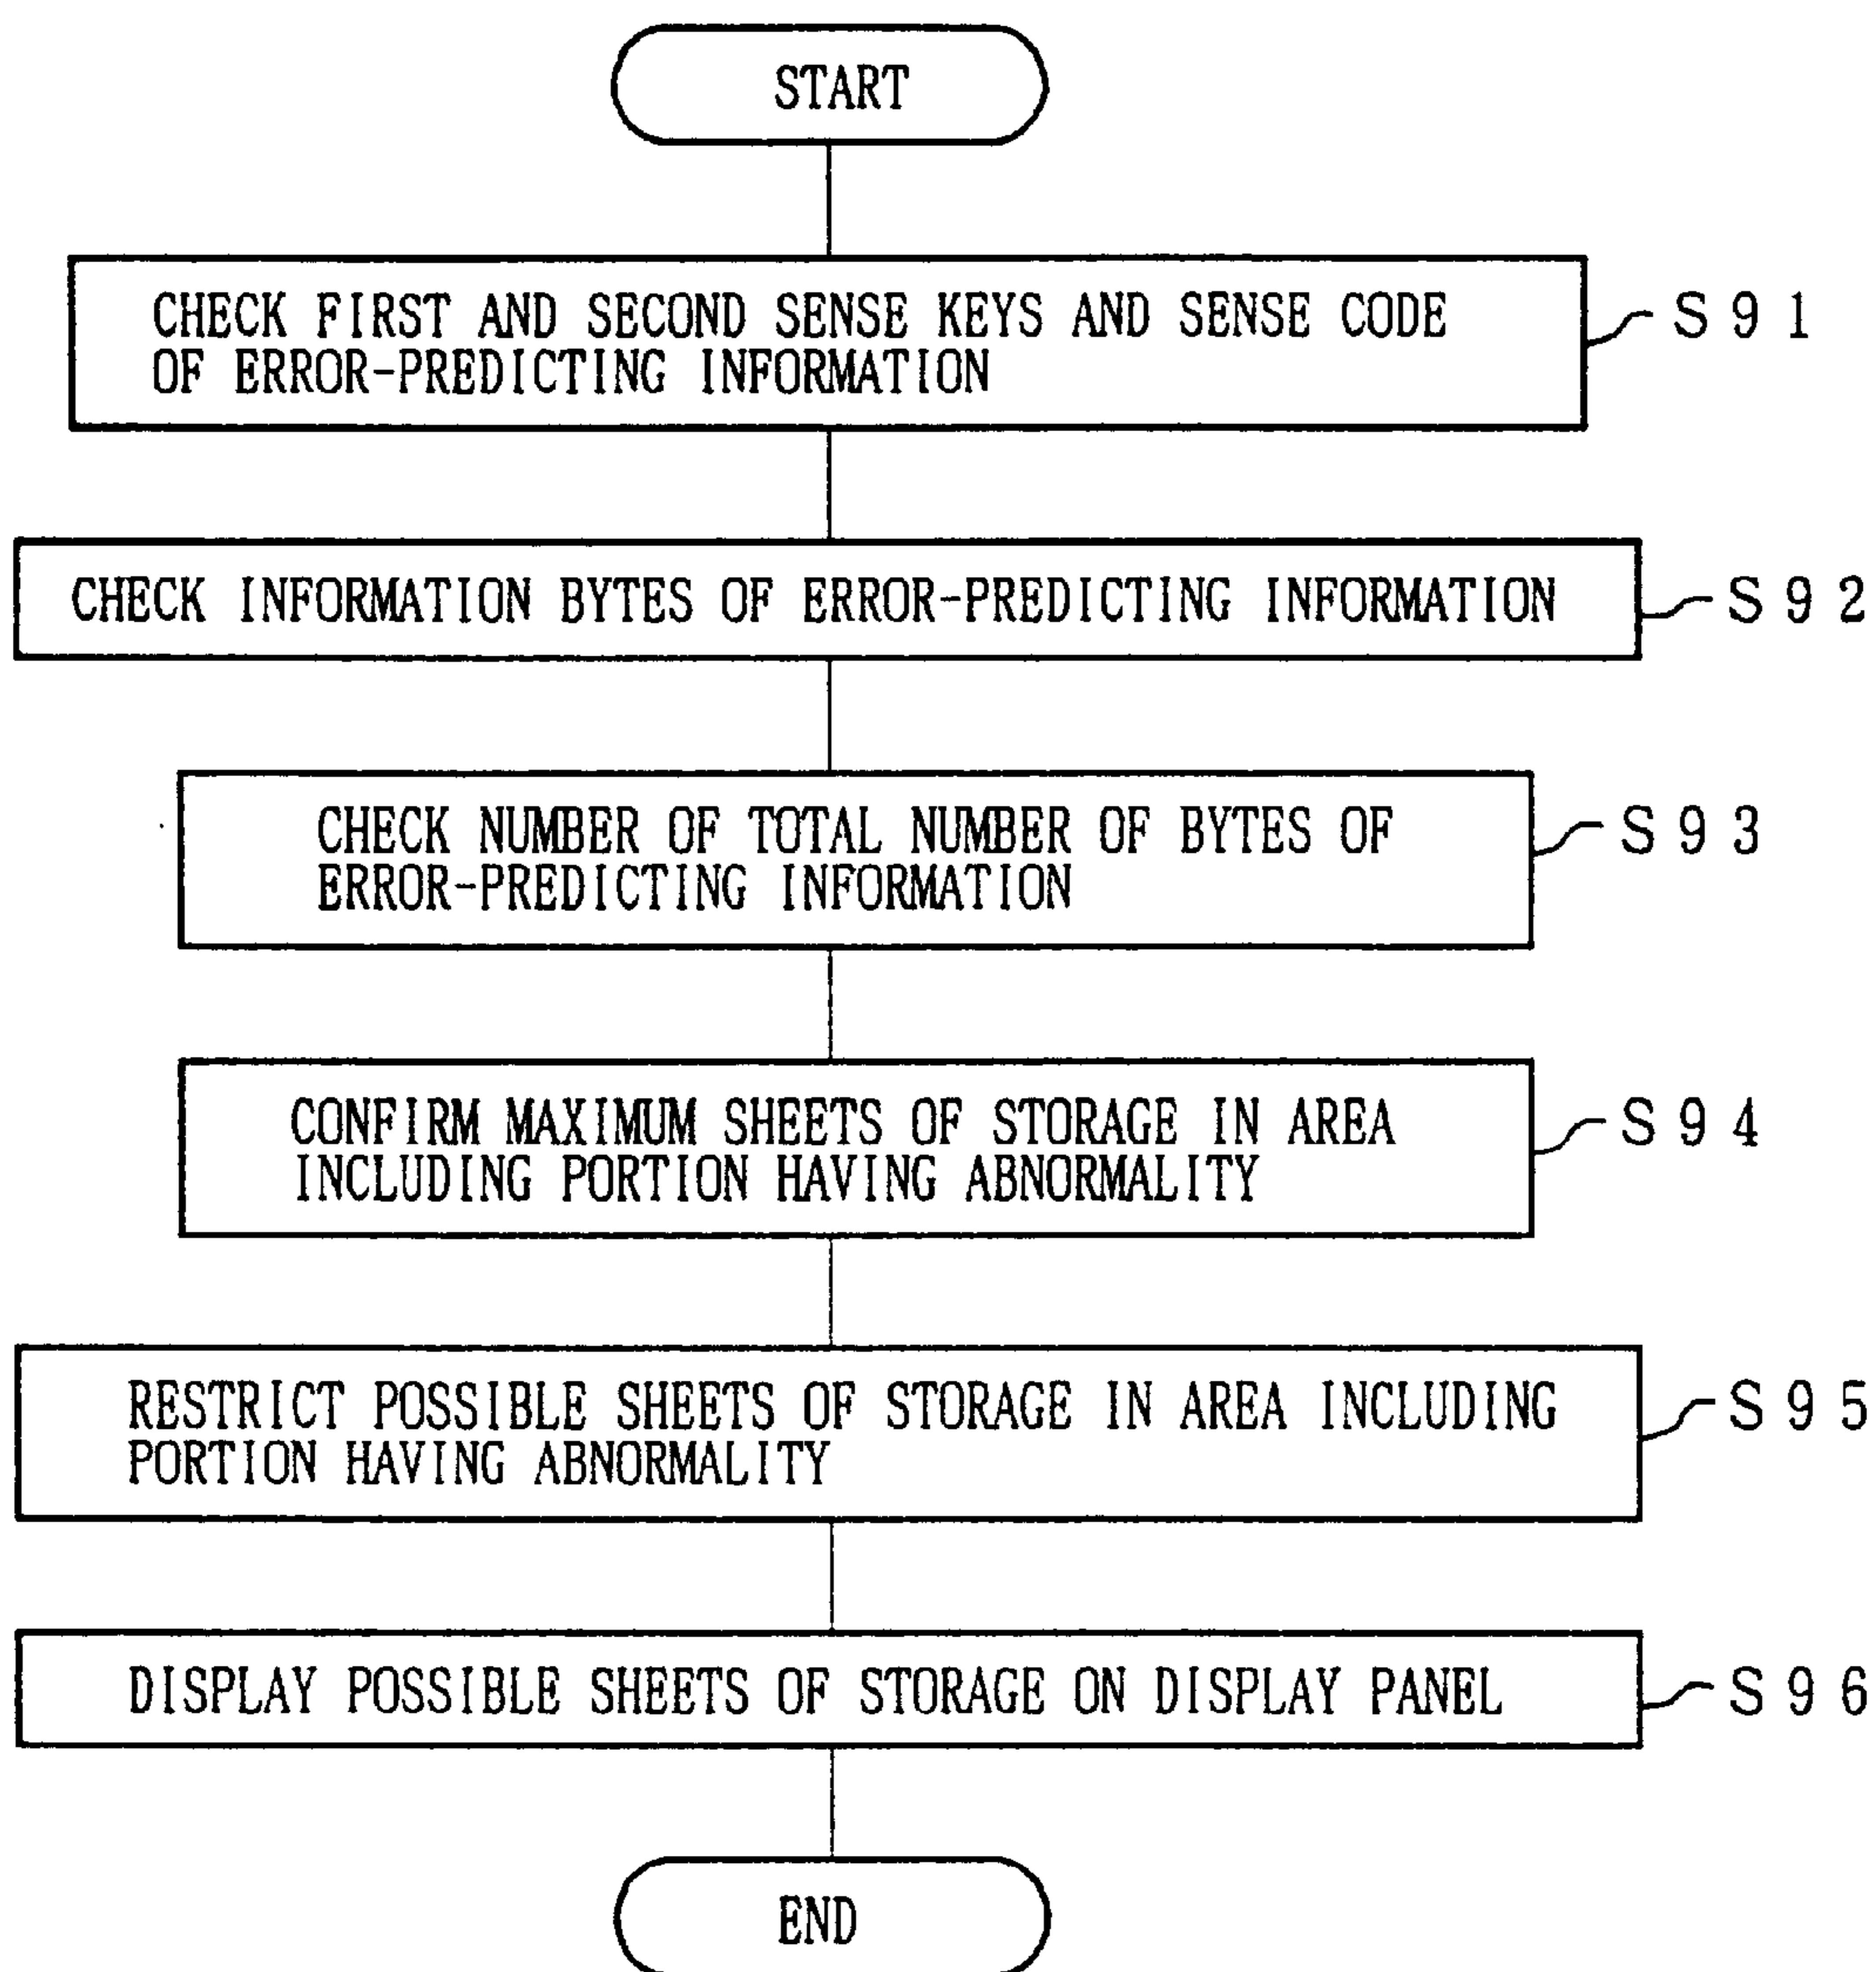 START
CHECK FIRST AND SECOND SENSE KEYS AND SENSE CODE
OF ERROR-PREDICTING INFORMATION
S91
CHECK INFORMATION BYTES OF ERROR-PREDICTING INFORMATION
S92
CHECK NUMBER OF TOTAL NUMBER OF BYTES OF
ERROR-PREDICTING INFORMATION
S93
CONFIRM MAXIMUM SHEETS OF STORAGE IN AREA
INCLUDING PORTION HAVING ABNORMALITY
S94
RESTRICT POSSIBLE SHEETS OF STORAGE IN AREA INCLUDING
PORTION HAVING ABNORMALITY
S95
DISPLAY POSSIBLE SHEETS OF STORAGE ON DISPLAY PANEL
S96
END